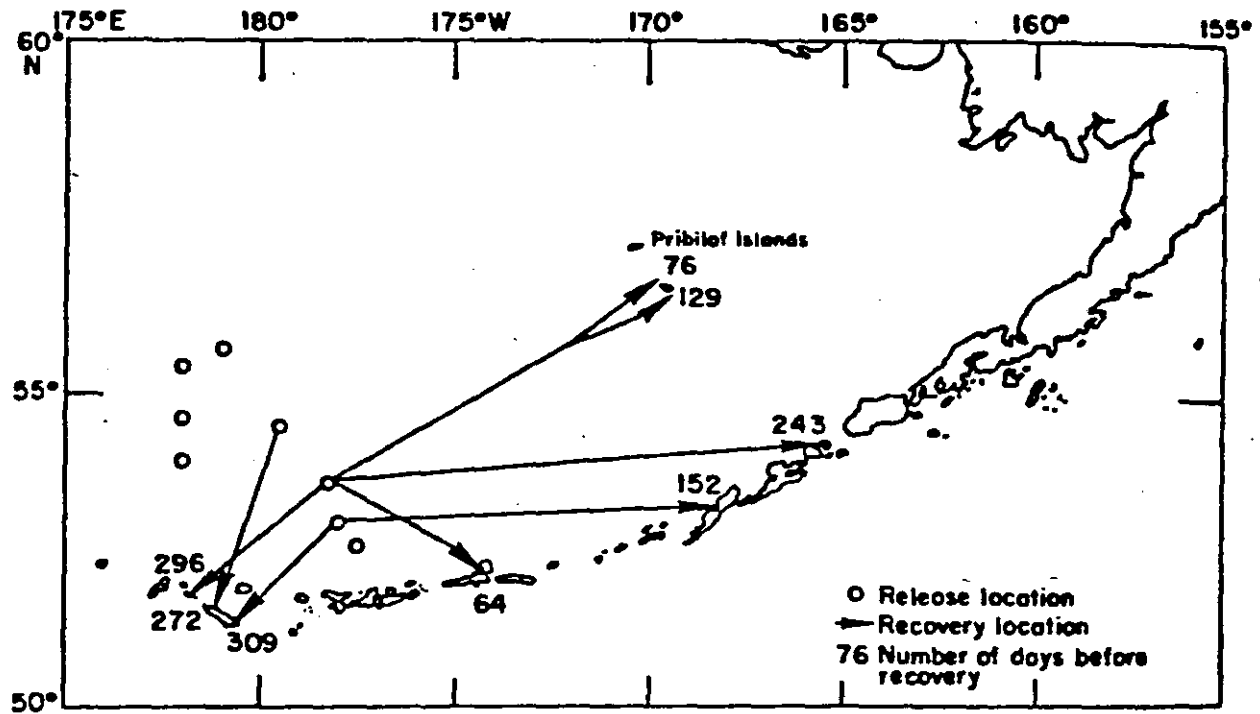 175°E 180° 175°W 170° 165° 160° 155°
60°
N
Pribilof Islands
76
129
55°
243
152
296
272
309
64
O Release location
Recovery location
76 Number of days before
recovery
50°